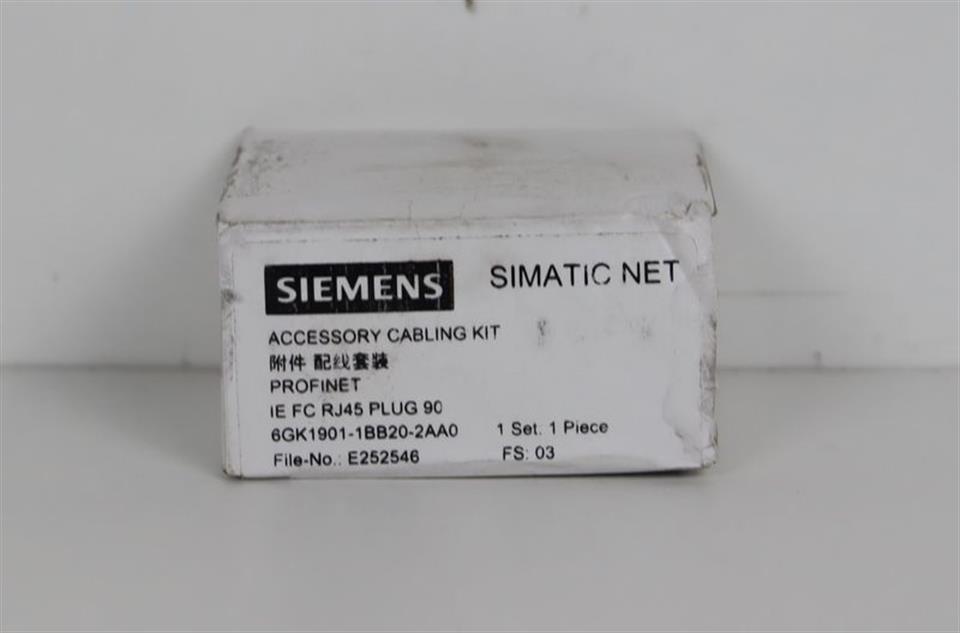 SIEMENS SIMATIC NET
ACCESSORY CABLING KIT
附件 配线套装
PROFINET
IE FC RJ45 PLUG 90
6GK1901-1BB20-2AA0 1 Set: 1 Piece
File-No.: E252546 FS: 03